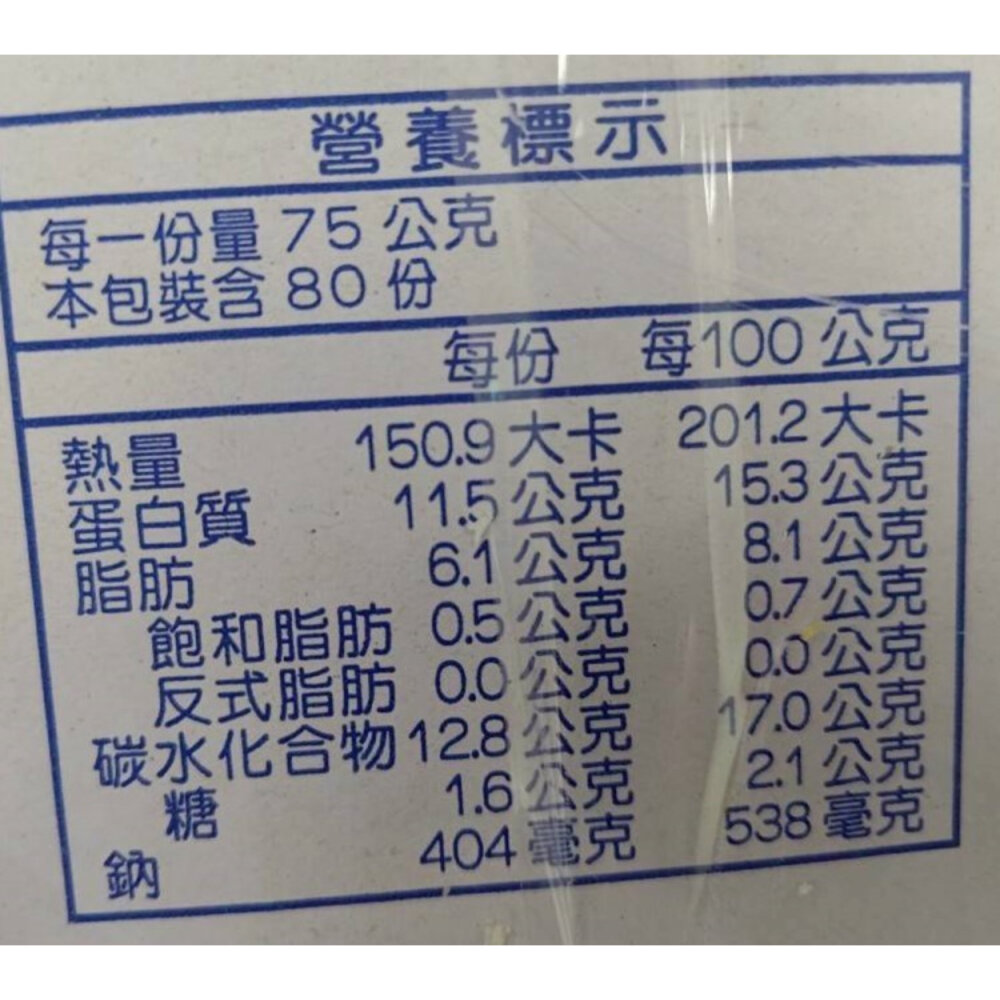 營養標示
每一份量 75 公克
本包裝含 80 份
每份 每100 公克
熱量 150.9 大卡 201.2 大卡
蛋白質 11.5 公克 15.3 公克
脂肪 6.1 公克 8.1 公克
飽和脂肪 0.5 公克 0.7 公克
反式脂肪 0.0 公克 0.0 公克
碳水化合物 12.8 公克 17.0 公克
糖 1.6 公克 2.1 公克
鈉 404 毫克 538 毫克